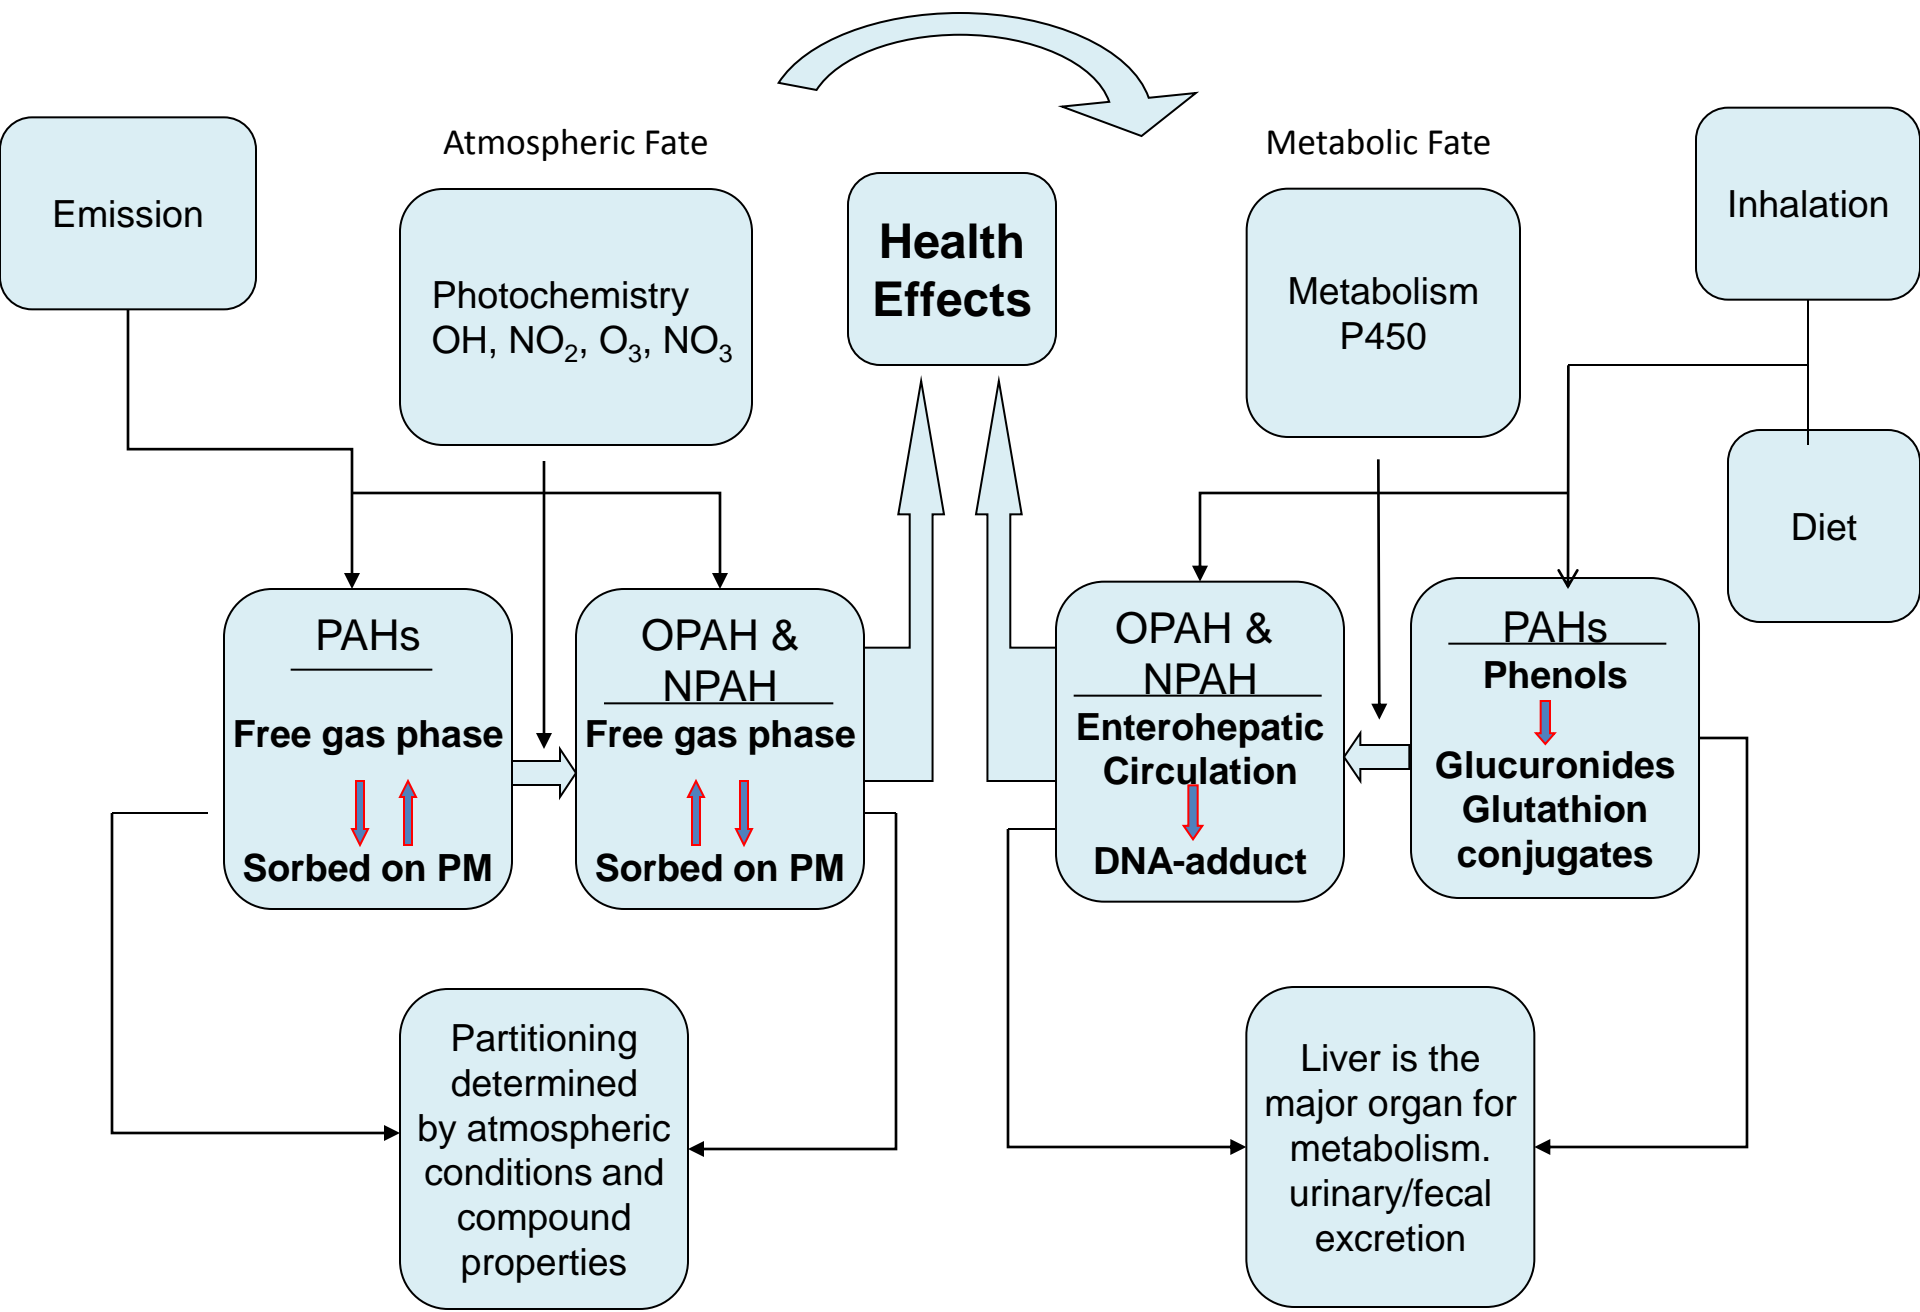 Atmospheric Fate
Metabolic Fate
Emission
Photochemistry
OH, NO₂, O₃, NO₃
Health
Effects
Metabolism
P450
Inhalation
Diet
PAHs
Free gas phase
Sorbed on PM
OPAH &
NPAH
Free gas phase
Sorbed on PM
OPAH &
NPAH
Enterohepatic
Circulation
DNA-adduct
PAHs
Phenols
Glucuronides
Glutathion
conjugates
Partitioning
determined
by atmospheric
conditions and
compound
properties
Liver is the
major organ for
metabolism.
urinary/fecal
excretion